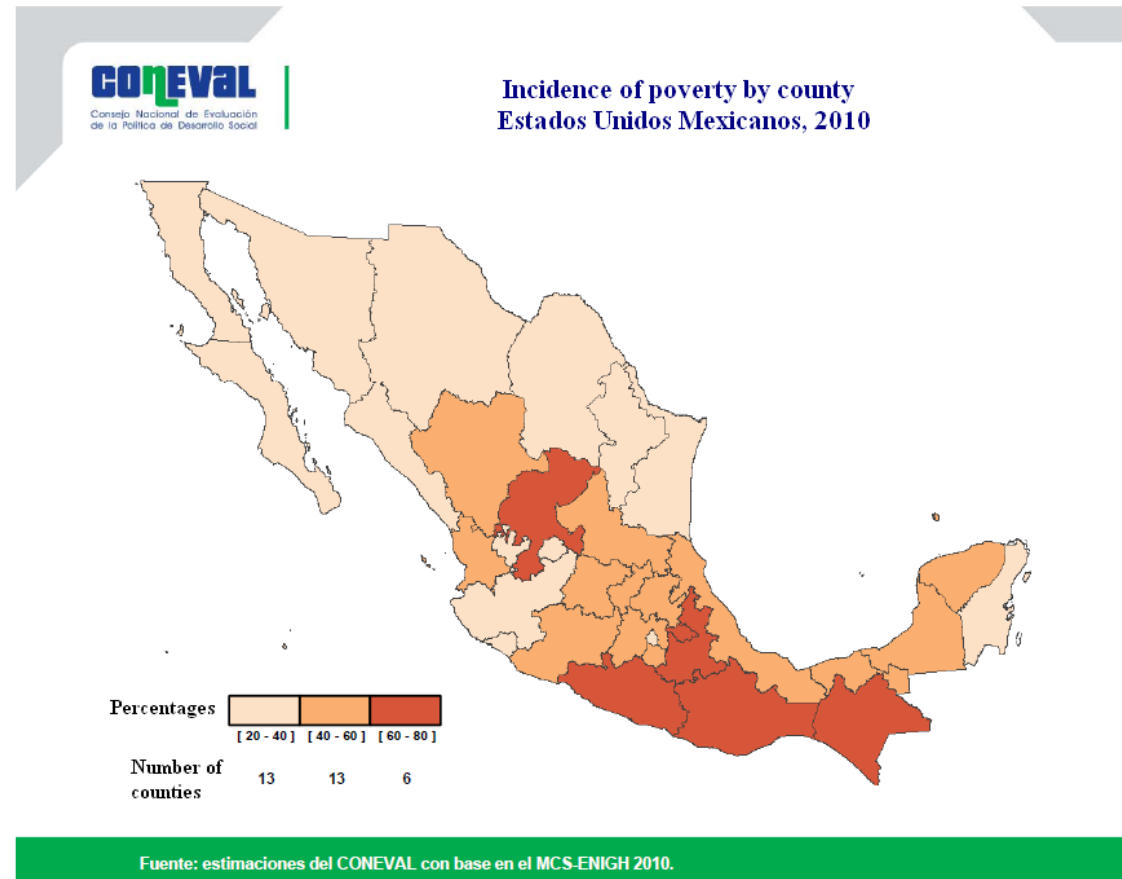 CONEVAL
Consejo Nacional de Evaluación
de la Política de Desarrollo Social
Incidence of poverty by county
Estados Unidos Mexicanos, 2010
Percentages
[ 20 - 40 ] [ 40 - 60 ] [ 60 - 80 ]
Number of
counties
13 13 6
Fuente: estimaciones del CONEVAL con base en el MCS-ENIGH 2010.